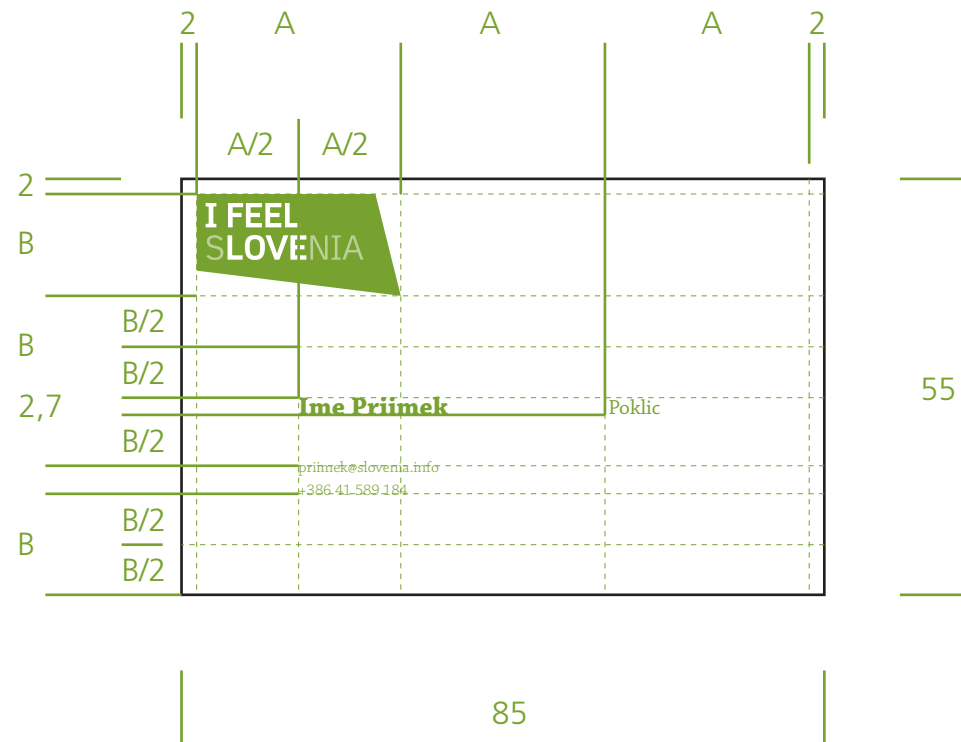 2 A A A 2
A/2 A/2
2
I FEEL
SLOVENIA
B
B/2
B
B/2
2,7
Ime Priimek Poklic
55
B/2
priimek@slovenia.info
+386 41 589 184
B/2
B
B/2
85